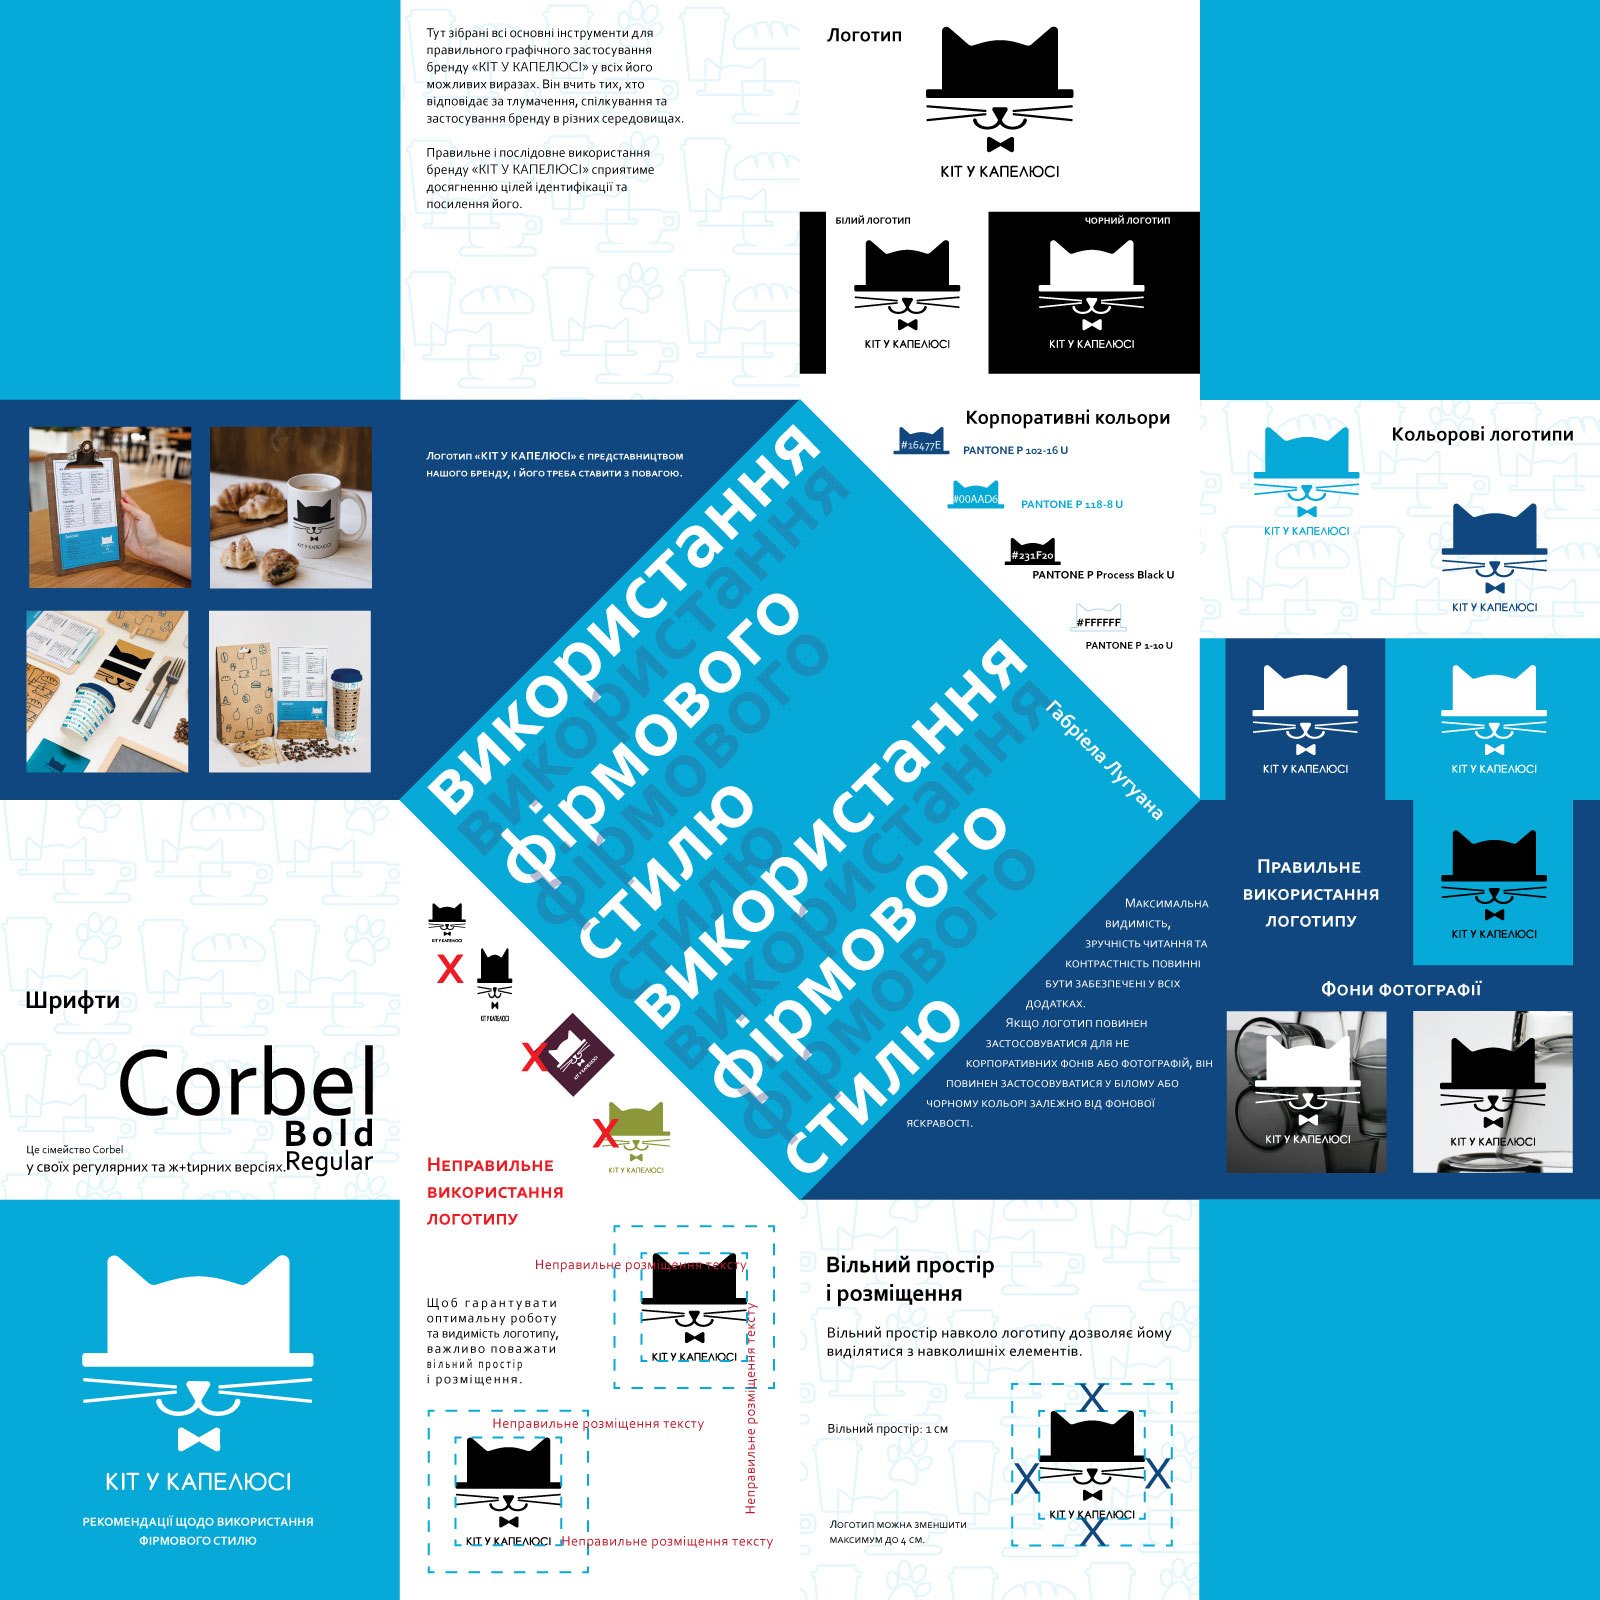 Тут зібрані всі основні інструменти для
правильного графічного застосування
бренду «КІТ У КАПЕЛЮСІ» у всіх його
можливих виразах. Він вчить тих, хто
відповідає за тлумачення, спілкування та
застосування бренду в різних середовищах.
Правильне і послідовне використання
бренду «КІТ У КАПЕЛЮСІ» сприятиме
досягненню цілей ідентифікації та
посилення його.
Логотип
КІТ У КАПЕЛЮСІ
БІЛИЙ ЛОГОТИП
КІТ У КАПЕЛЮСІ
ЧОРНИЙ ЛОГОТИП
КІТ У КАПЕЛЮСІ
КІТ У КАПЕЛЮСІ
Логотип «КІТ У КАПЕЛЮСІ» є представництвом
нашого бренду, і його треба ставити з повагою.
Корпоративні кольори
#16477E
PANTONE P 102-16 U
#00AAD6
PANTONE P 118-8 U
#231F20
PANTONE P Process Black U
#FFFFFF
PANTONE P 1-10 U
Кольорові логотипи
КІТ У КАПЕЛЮСІ
КІТ У КАПЕЛЮСІ
КІТ У КАПЕЛЮСІ
КІТ У КАПЕЛЮСІ
використання
використання
фірмового
фірмового
стилю
стилю
використання
використання
фірмового
фірмового
стилю
Габріела Лугуана
Шрифти
Corbel
Bold
Regular
Це сімейство Corbel
у своїх регулярних та ж+tирних версіях.
КІТ У КАПЕЛЮСІ
X
КІТ У КАПЕЛЮСІ
X
КІТ У КАПЕЛЮСІ
X
КІТ У КАПЕЛЮСІ
Неправильне
використання
логотипу
Максимальна
видимість,
зручність читання та
контрастність повинні
бути забезпечені у всіх
додатках.
Якщо логотип повинен
застосовуватися для не
корпоративних фонів або фотографій, він
повинен застосовуватися у білому або
чорному кольорі залежно від фонової
яскравості.
Правильне
використання
логотипу
КІТ У КАПЕЛЮСІ
Фони фотографії
КІТ У КАПЕЛЮСІ
КІТ У КАПЕЛЮСІ
КІТ У КАПЕЛЮСІ
РЕКОМЕНДАЦІЇ ЩОДО ВИКОРИСТАННЯ
ФІРМОВОГО СТИЛЮ
Неправильне розміщення тексту
КІТ У КАПЕЛЮСІ
Неправильне розміщення тексту
Щоб гарантувати
оптимальну роботу
та видимість логотипу,
важливо поважати
вільний простір
і розміщення.
Неправильне розміщення тексту
КІТ У КАПЕЛЮСІ
Неправильне розміщення тексту
Вільний простір
і розміщення
Вільний простір навколо логотипу дозволяє йому
виділятися з навколишніх елементів.
Вільний простір: 1 см
X
X
X
КІТ У КАПЕЛЮСІ
X
Логотип можна зменшити
максимум до 4 см.